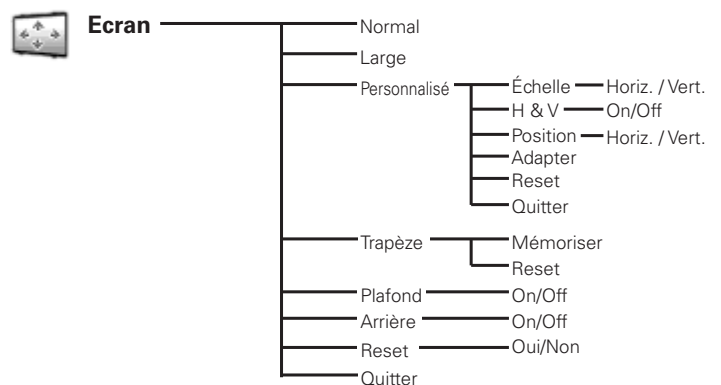 Ecran
Normal
Large
Personnalisé Échelle Horiz. / Vert.
H & V On/Off
Position Horiz. / Vert.
Adapter
Reset
Quitter
Trapèze Mémoriser
Reset
Plafond On/Off
Arrière On/Off
Reset Oui/Non
Quitter